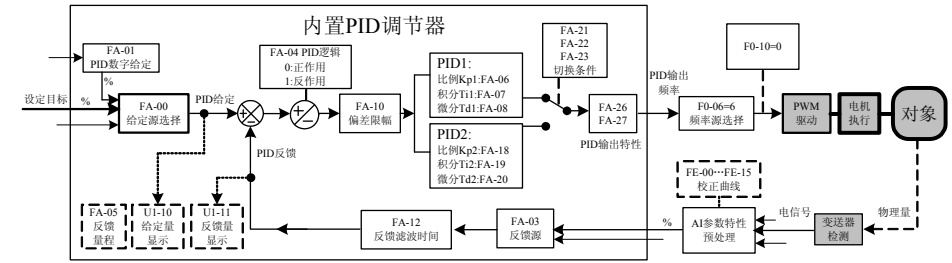 内置PID调节器
FA-01
PID数字给定
%
设定目标
%
FA-00
给定源选择
PID给定
FA-04 PID逻辑
0:正作用
1:反作用
FA-10
偏差限幅
PID1:
比例Kp1:FA-06
积分Ti1:FA-07
微分Td1:FA-08
PID2:
比例Kp2:FA-18
积分Ti2:FA-19
微分Td2:FA-20
FA-21
FA-22
FA-23
切换条件
FA-26
FA-27
PID输出特性
PID输出
频率
F0-10=0
F0-06=6
频率源选择
PWM
驱动
电机
执行
对象
PID反馈
FA-05
反馈
量程
U1-10
给定量
显示
U1-11
反馈量
显示
FA-12
反馈滤波时间
FA-03
反馈源
%
FE-00…FE-15
校正曲线
AI参数特性
预处理
电信号
变送器
检测
物理量